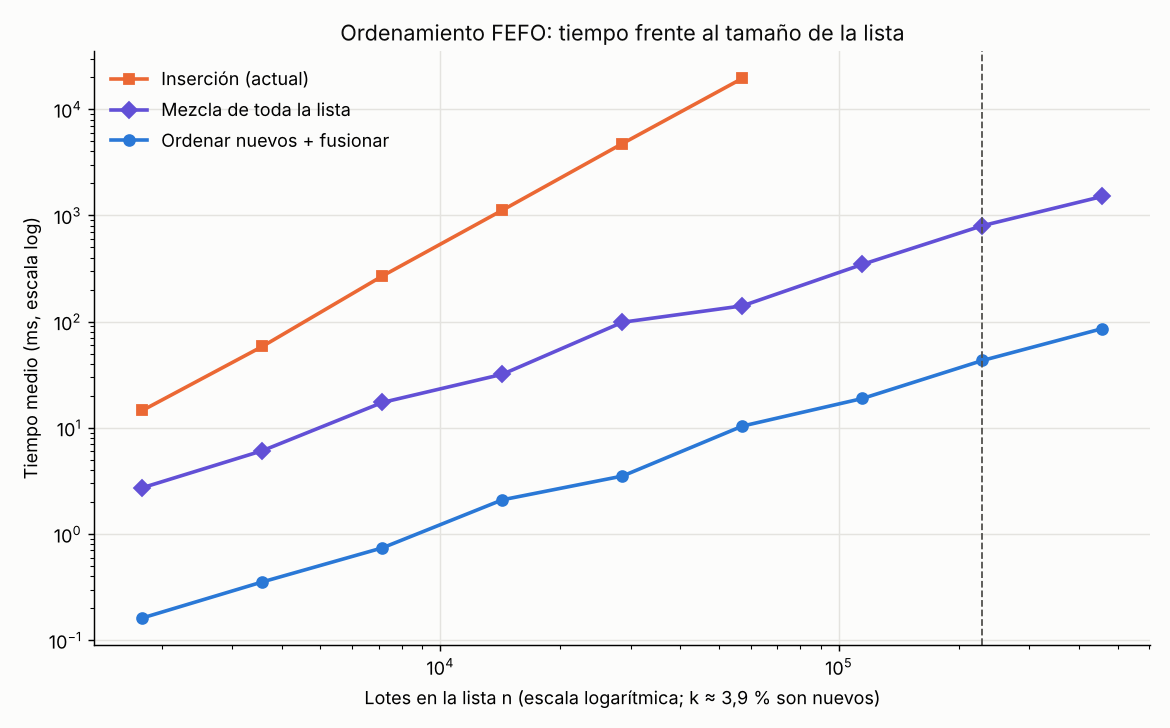 Ordenamiento FEFO: tiempo frente al tamaño de la lista
Inserción (actual)
Mezcla de toda la lista
Ordenar nuevos + fusionar
Tiempo medio (ms, escala log)
10⁴
10³
10²
10¹
10⁰
10⁻¹
10⁴
10⁵
Lotes en la lista n (escala logarítmica; k ≈ 3,9 % son nuevos)